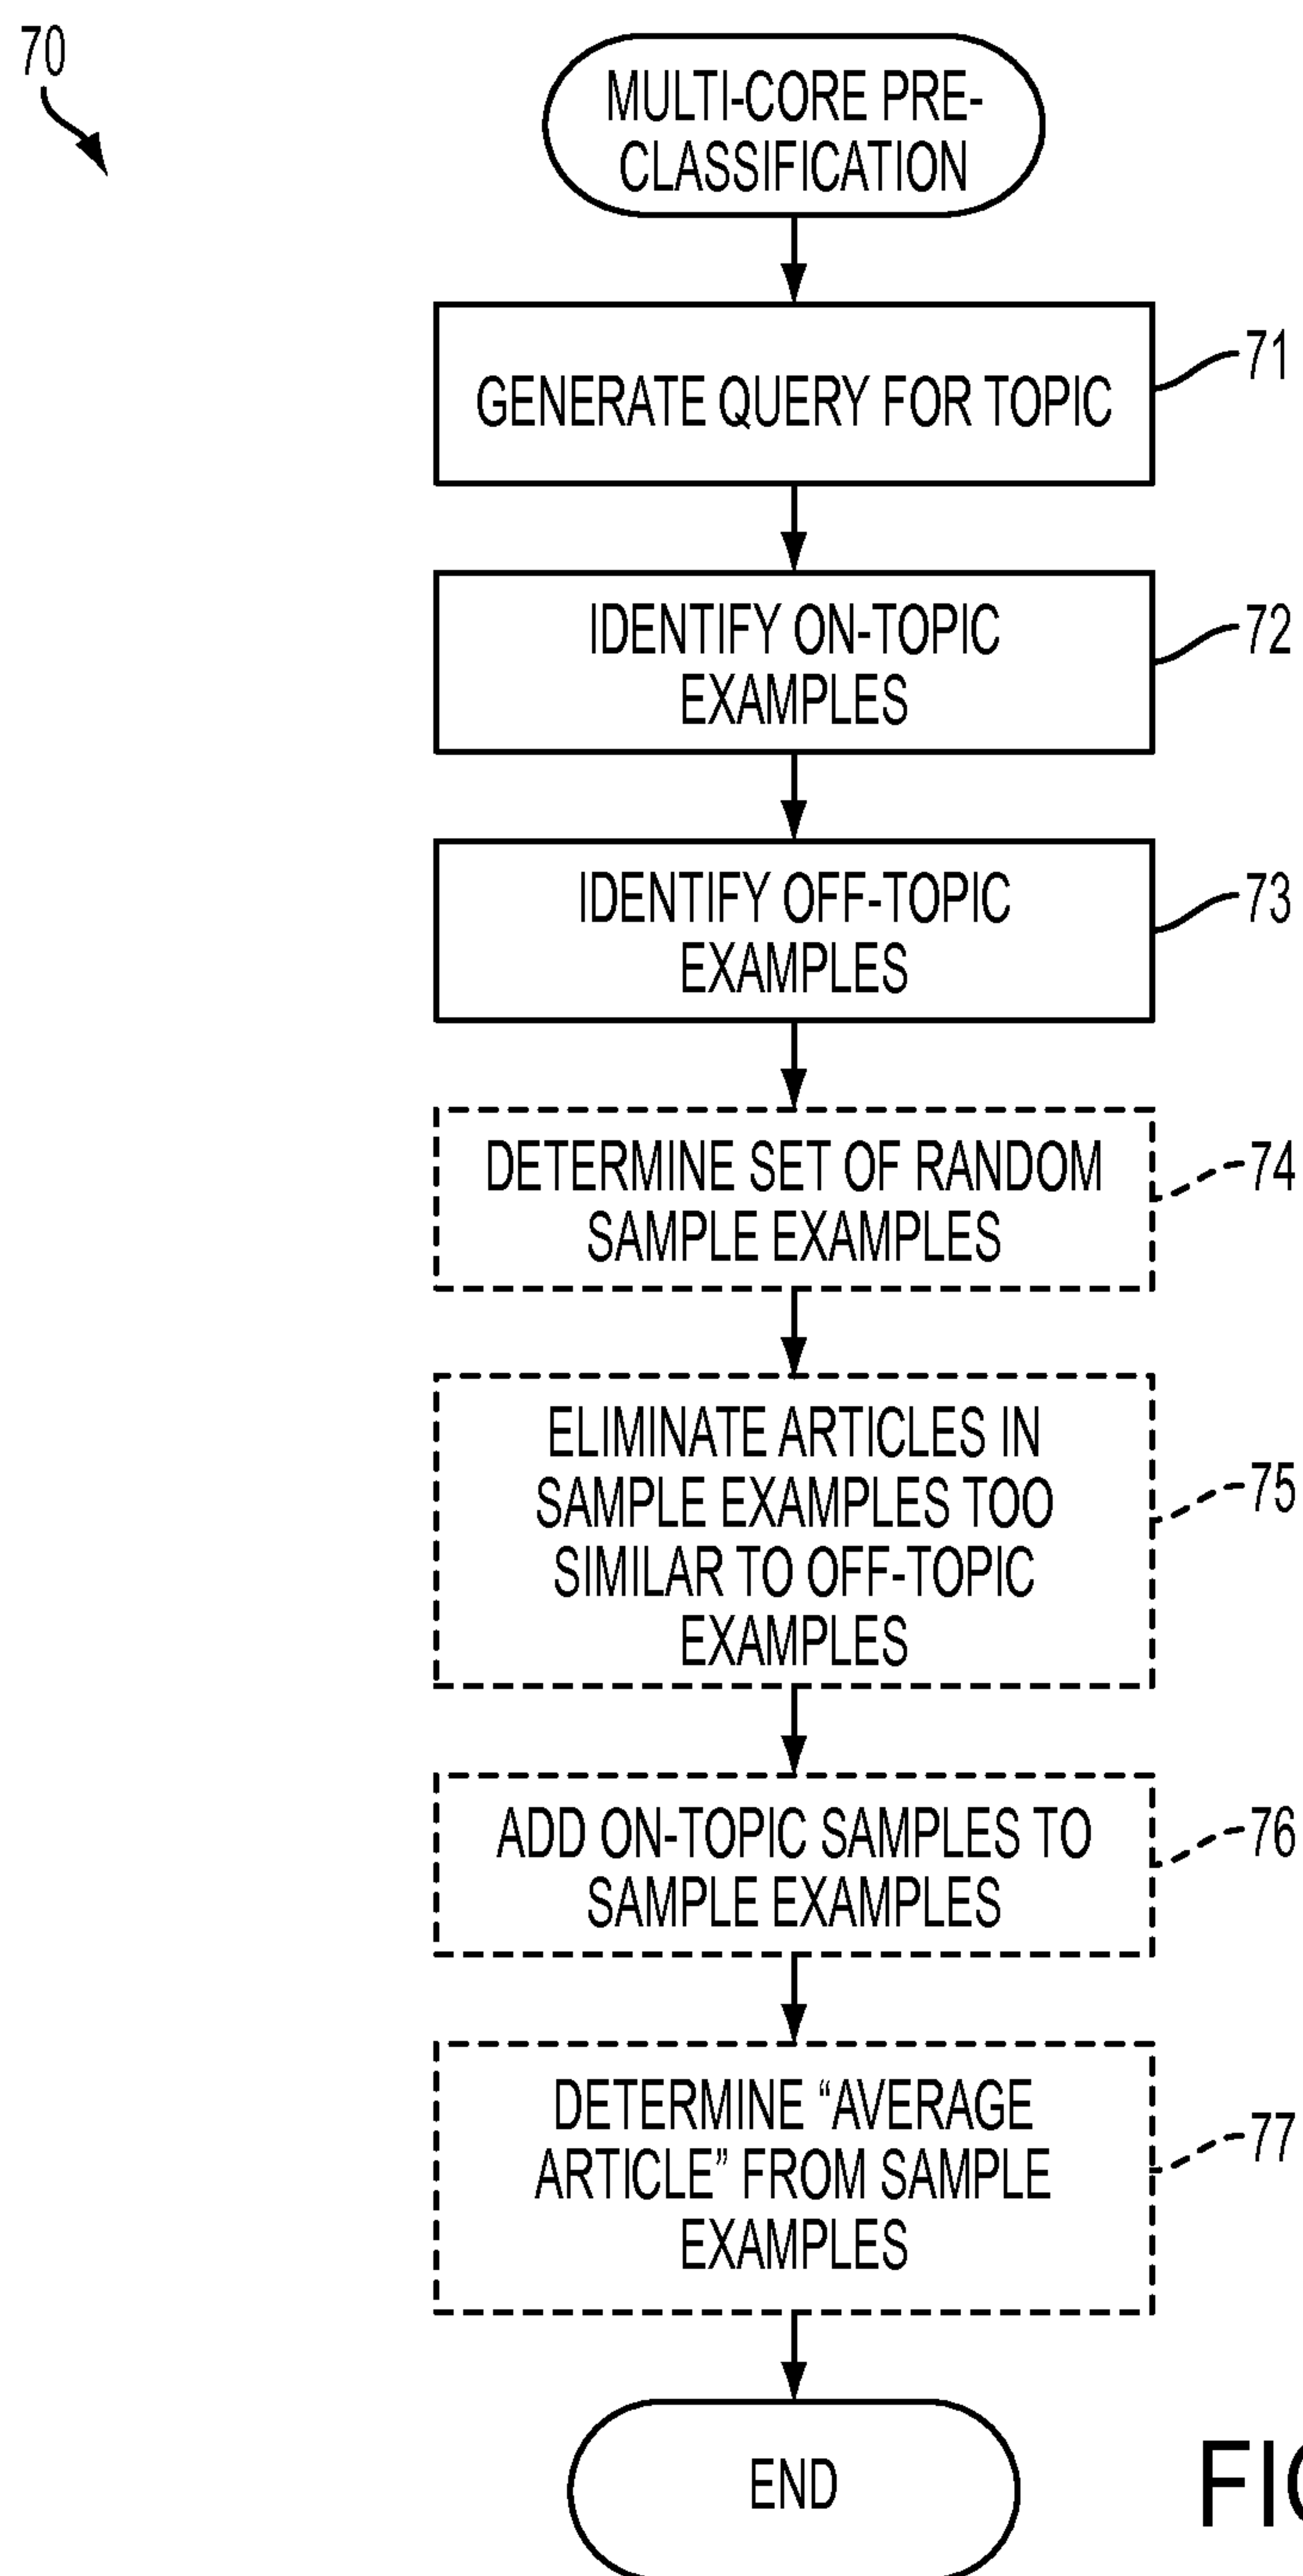 70
MULTI-CORE PRE-
CLASSIFICATION
GENERATE QUERY FOR TOPIC
71
IDENTIFY ON-TOPIC
EXAMPLES
72
IDENTIFY OFF-TOPIC
EXAMPLES
73
DETERMINE SET OF RANDOM
SAMPLE EXAMPLES
74
ELIMINATE ARTICLES IN
SAMPLE EXAMPLES TOO
SIMILAR TO OFF-TOPIC
EXAMPLES
75
ADD ON-TOPIC SAMPLES TO
SAMPLE EXAMPLES
76
DETERMINE “AVERAGE
ARTICLE” FROM SAMPLE
EXAMPLES
77
END